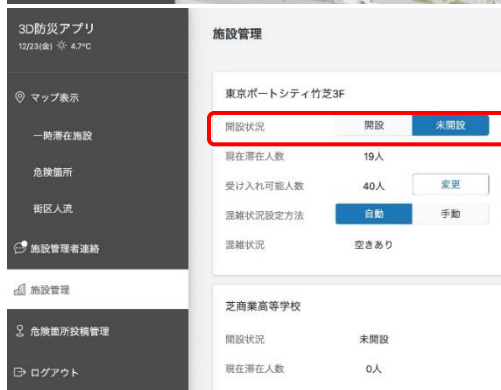 3D防災アプリ
12/23(金) 4.7°C
マップ表示
一時滞在施設
危険箇所
街区人流
施設管理者連絡
施設管理
危険箇所投稿管理
ログアウト
施設管理
東京ポートシティ竹芝3F
開設状況 開設 未開設
現在滞在人数 19人
受け入れ可能人数 40人 変更
混雑状況設定方法 自動 手動
混雑状況 空きあり
芝商業高等学校
開設状況 未開設
現在滞在人数 0人